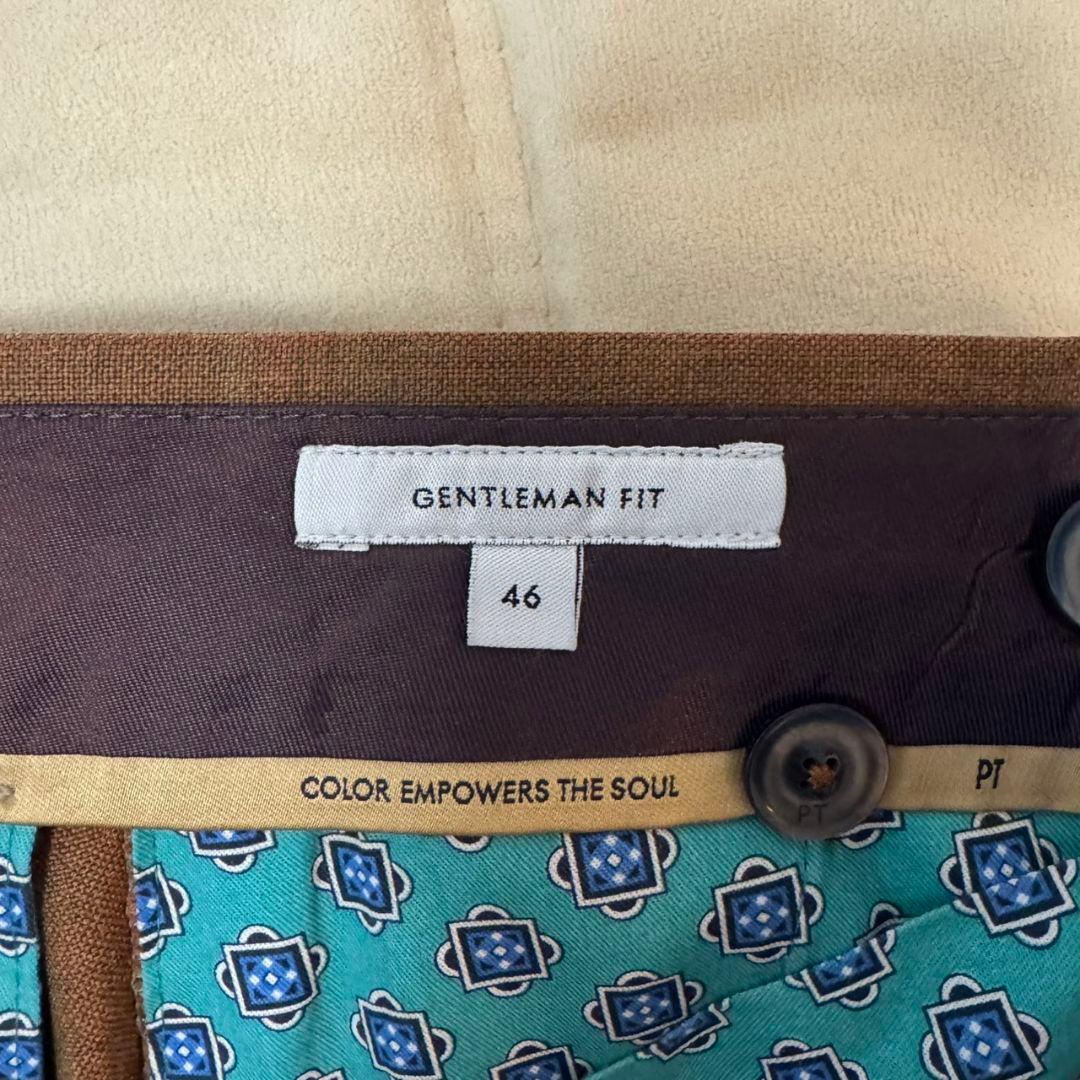 GENTLEMAN FIT
46
COLOR EMPOWERS THE SOUL
PT
PT